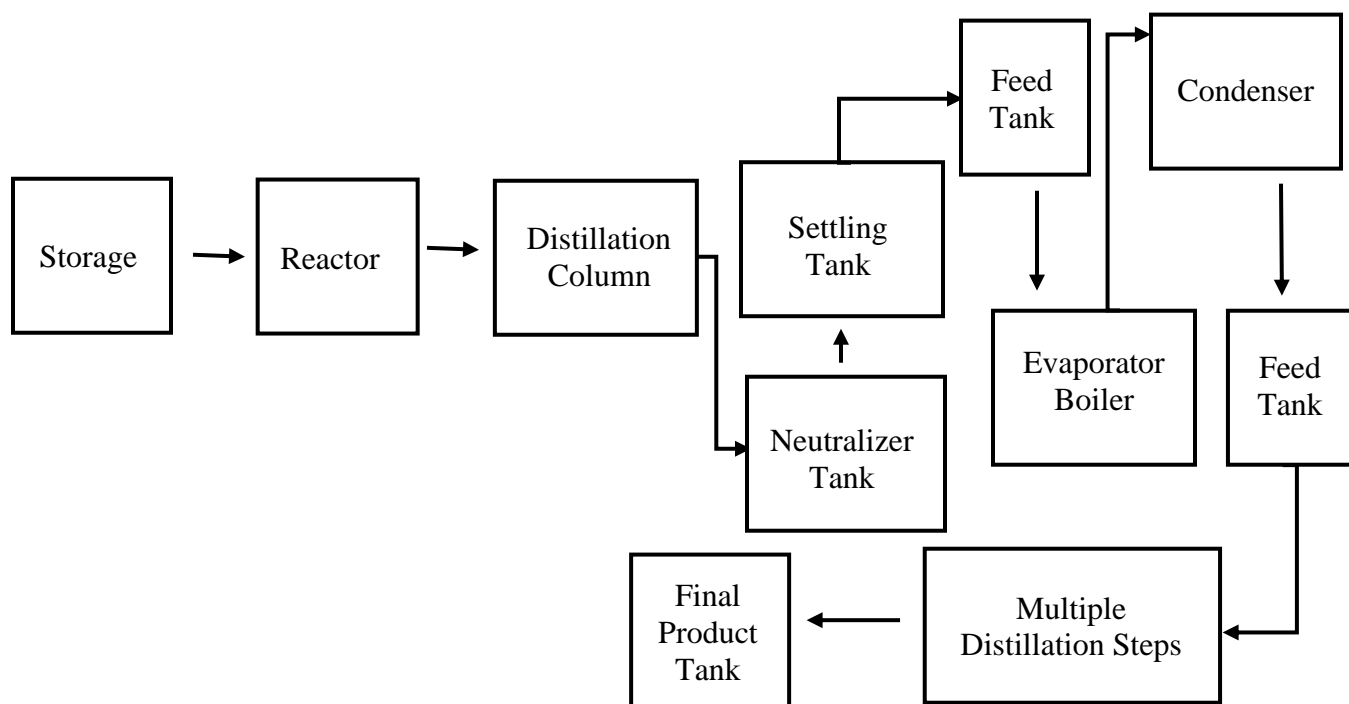 Storage
Reactor
Distillation
Column
Neutralizer
Tank
Settling
Tank
Feed
Tank
Evaporator
Boiler
Condenser
Feed
Tank
Multiple
Distillation Steps
Final
Product
Tank